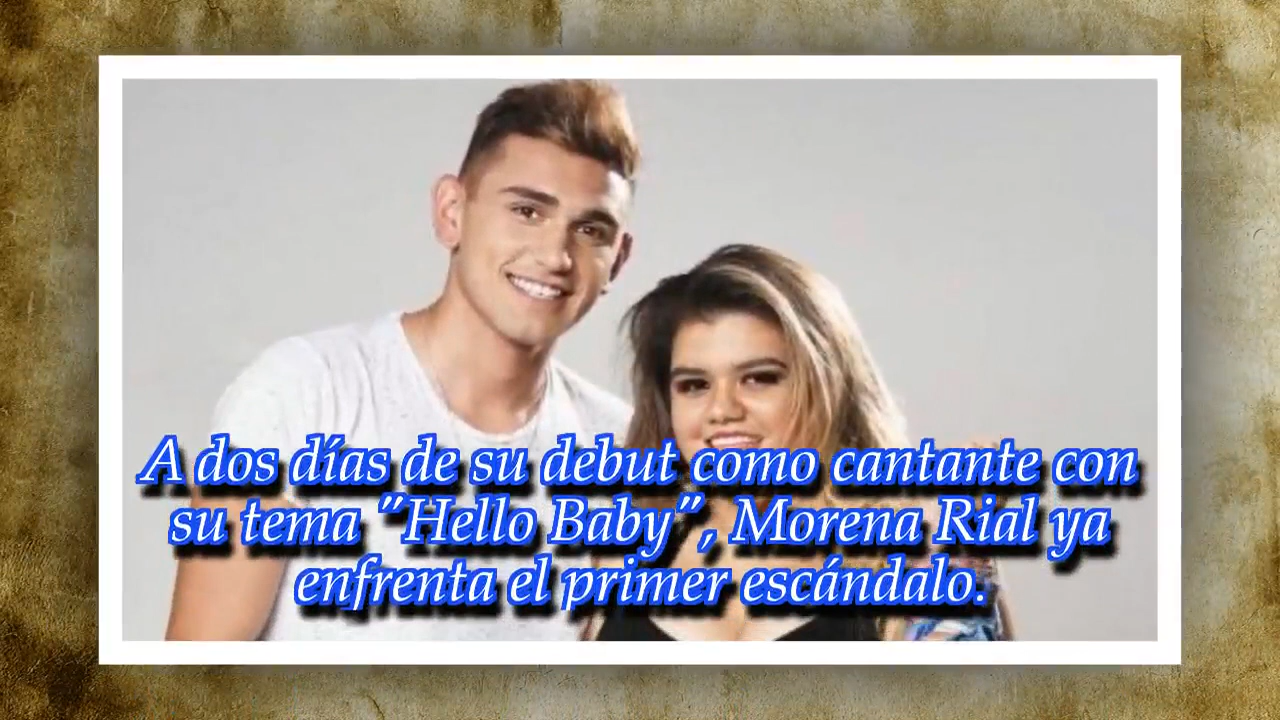 A dos días de su debut como cantante con
su tema "Hello Baby", Morena Rial ya
enfrenta el primer escándalo.